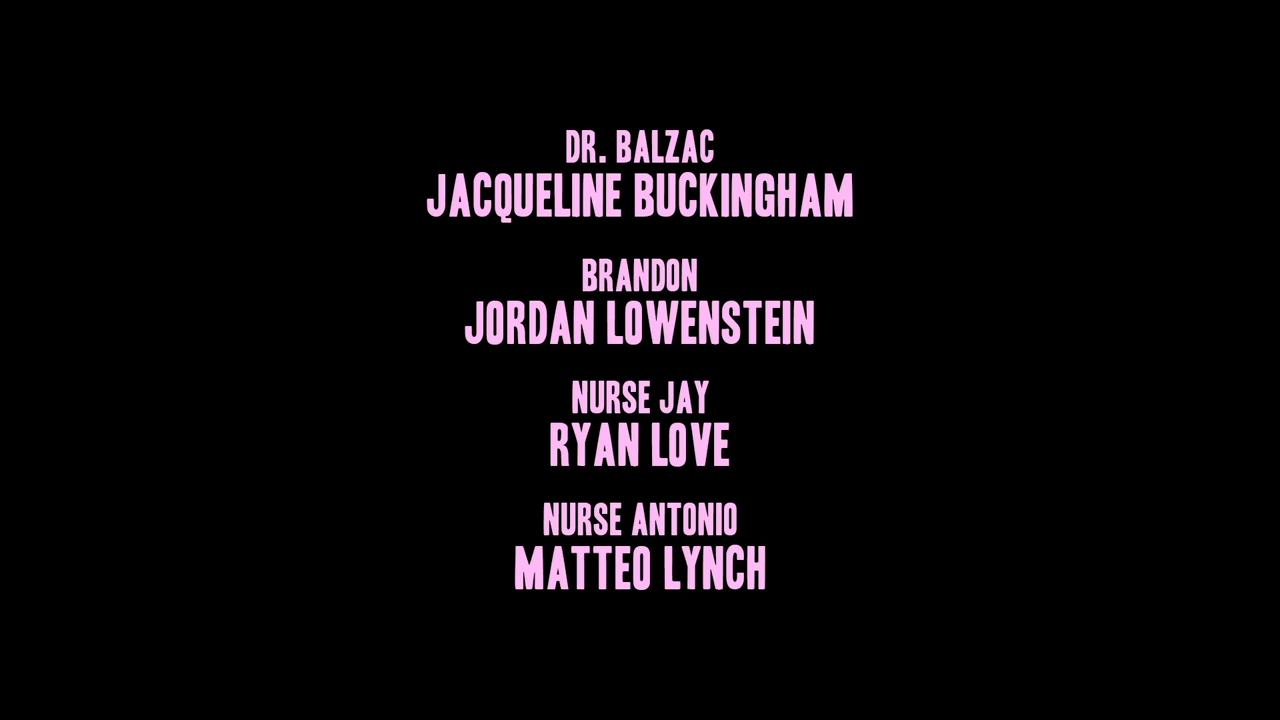 DR. BALZAC
JACQUELINE BUCKINGHAM
BRANDON
JORDAN LOWENSTEIN
NURSE JAY
RYAN LOVE
NURSE ANTONIO
MATTEO LYNCH